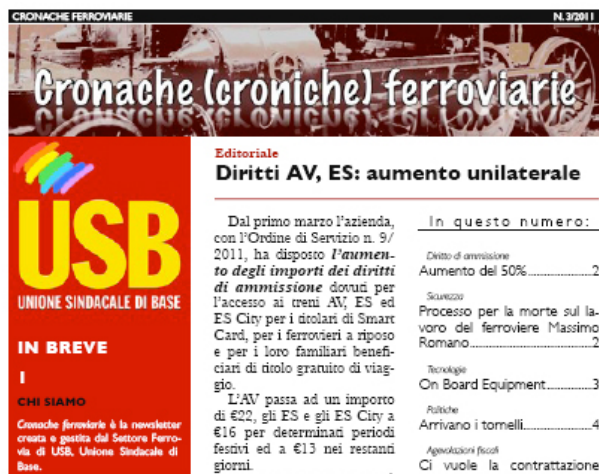 CRONACHE FERROVIARIE
N. 3/2011
Cronache (croniche) ferroviarie
USB
UNIONE SINDACALE DI BASE
IN BREVE
1
CHI SIAMO
Cronache ferroviarie è la newsletter
creata e gestita dal Settore Ferro-
via di USB, Unione Sindacale di
Base.
Editoriale
Diritti AV, ES: aumento unilaterale
Dal primo marzo l'azienda,
con l'Ordine di Servizio n. 9/
2011, ha disposto l'aumen-
to degli importi dei diritti
di ammissione dovuti per
l'accesso ai treni AV, ES ed
ES City per i titolari di Smart
Card, per i ferrovieri a riposo
e per i loro familiari benefi-
ciari di titolo gratuito di viag-
gio.
L'AV passa ad un importo
di €22, gli ES e gli ES City a
€16 per determinati periodi
festivi ed a €13 nei restanti
giorni.
In questo numero:
Diritto di ammissione
Aumento del 50%....................2
Sicurezza
Processo per la morte sul la-
voro del ferroviere Massimo
Romano....................2
Tecnologie
On Board Equipment....................3
Politiche
Arrivano i tornelli....................4
Agevolazioni fiscali
Ci vuole la contrattazione